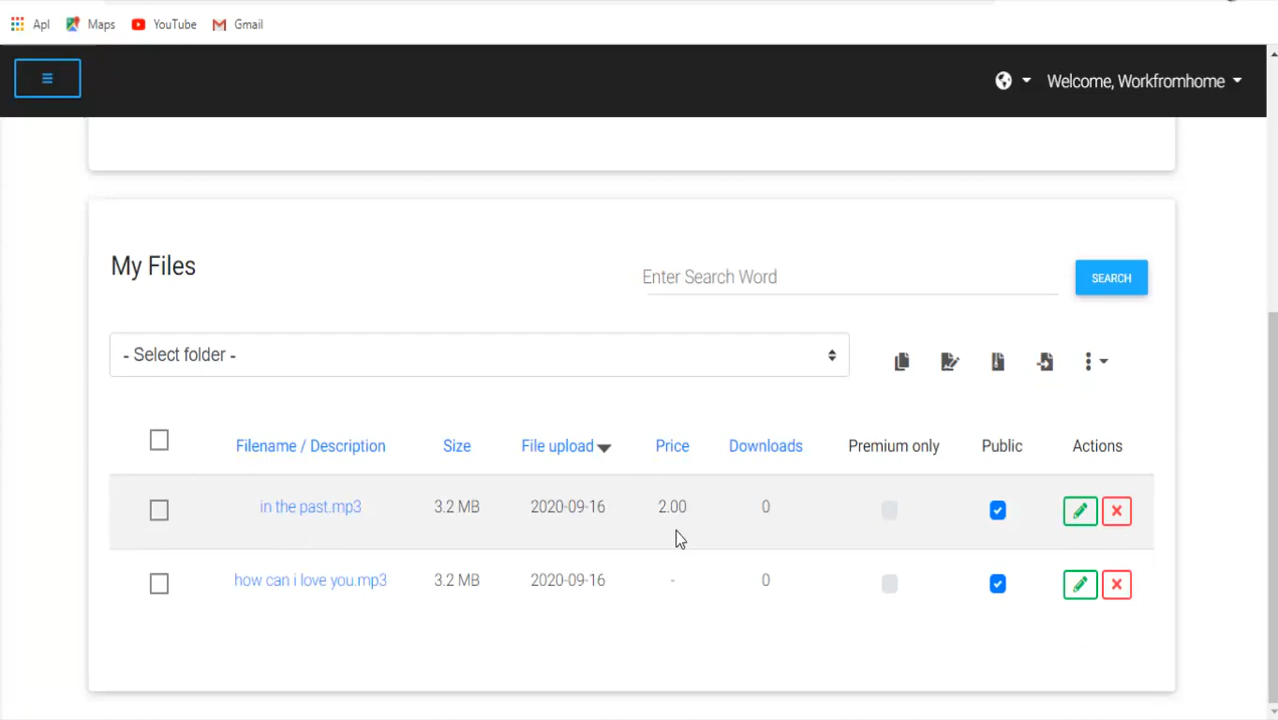 Apl Maps YouTube Gmail
Welcome, Workfromhome
My Files
Enter Search Word
SEARCH
- Select folder -
Filename / Description Size File upload Price Downloads Premium only Public Actions
in the past.mp3 3.2 MB 2020-09-16 2.00 0
how can i love you.mp3 3.2 MB 2020-09-16 - 0